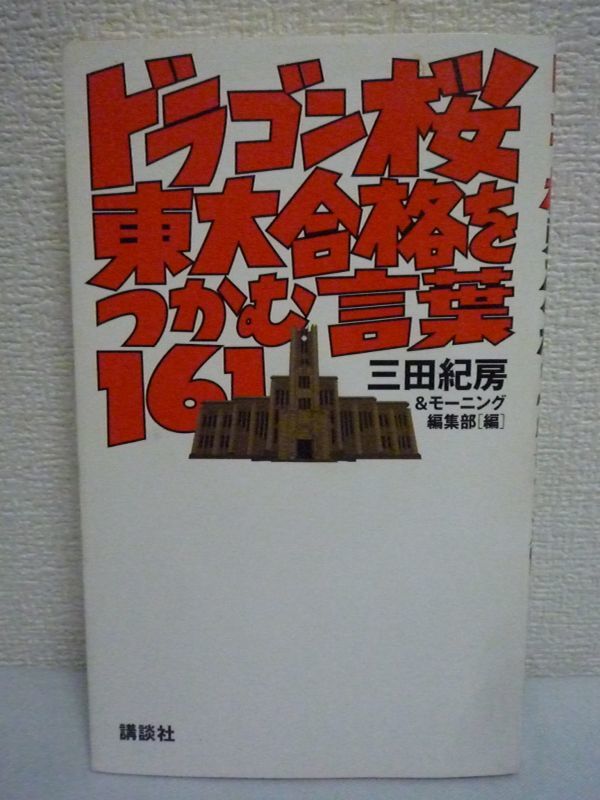 ドラゴン桜
東大合格を
つかむ言葉
161
三田紀房
&モーニング
編集部[編]
講談社